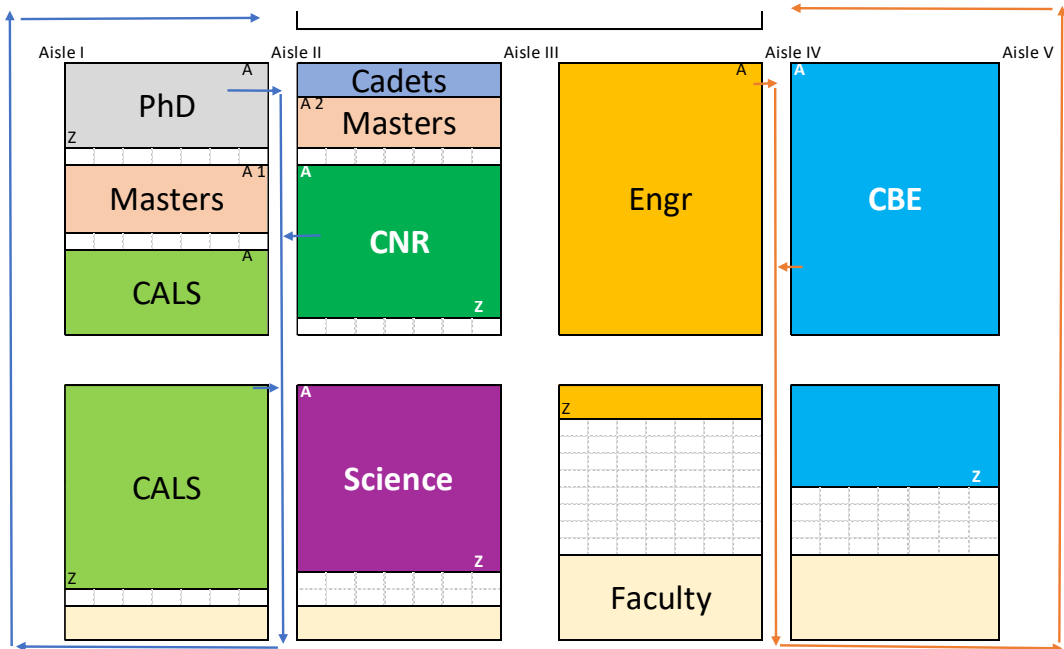 Aisle I
Aisle II
Aisle III
Aisle IV
Aisle V
A
PhD
Z
A 1
Masters
A
CALS
Cadets
A 2
Masters
A
CNR
Z
A
Engr
A
CBE
CALS
Z
A
Science
Z
Z
Faculty
Z